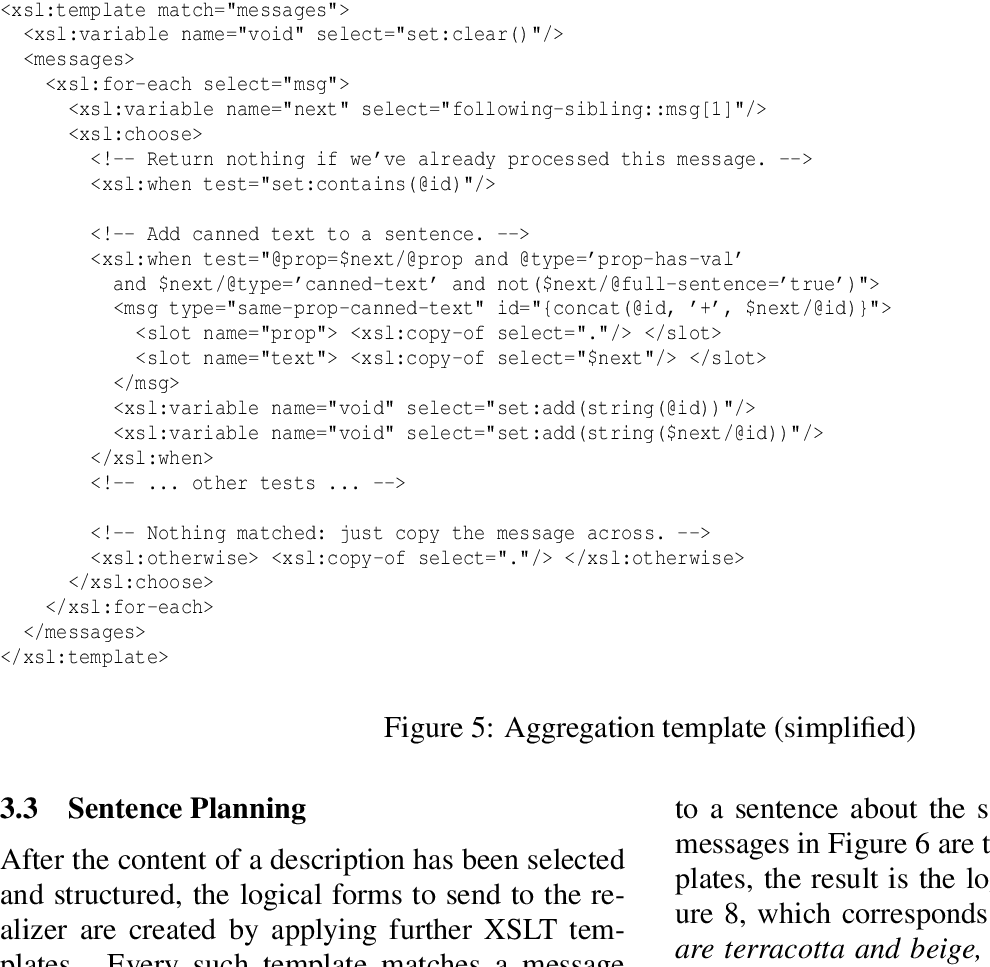 <xsl:template match="messages">
<xsl:variable name="void" select="set:clear()"/>
<messages>
<xsl:for-each select="msg">
<xsl:variable name="next" select="following-sibling::msg[1]"/>
<xsl:choose>
<!-- Return nothing if we've already processed this message. -->
<xsl:when test="set:contains(@id)"/>
<!-- Add canned text to a sentence. -->
<xsl:when test="@prop=$next/@prop and @type='prop-has-val'
and $next/@type='canned-text' and not($next/@full-sentence='true')">
<msg type="same-prop-canned-text" id="{concat(@id, '+', $next/@id)}">
<slot name="prop"> <xsl:copy-of select="."/> </slot>
<slot name="text"> <xsl:copy-of select="$next"/> </slot>
</msg>
<xsl:variable name="void" select="set:add(string(@id))"/>
<xsl:variable name="void" select="set:add(string($next/@id))"/>
</xsl:when>
<!-- ... other tests ... -->
<!-- Nothing matched: just copy the message across. -->
<xsl:otherwise> <xsl:copy-of select="."/> </xsl:otherwise>
</xsl:choose>
</xsl:for-each>
</messages>
</xsl:template>
Figure 5: Aggregation template (simplified)
3.3 Sentence Planning
After the content of a description has been selected
and structured, the logical forms to send to the re-
alizer are created by applying further XSLT tem-
plates. Every such template matches a message
to a sentence about the s
messages in Figure 6 are t
plates, the result is the lo
ure 8, which corresponds
are terracotta and beige,